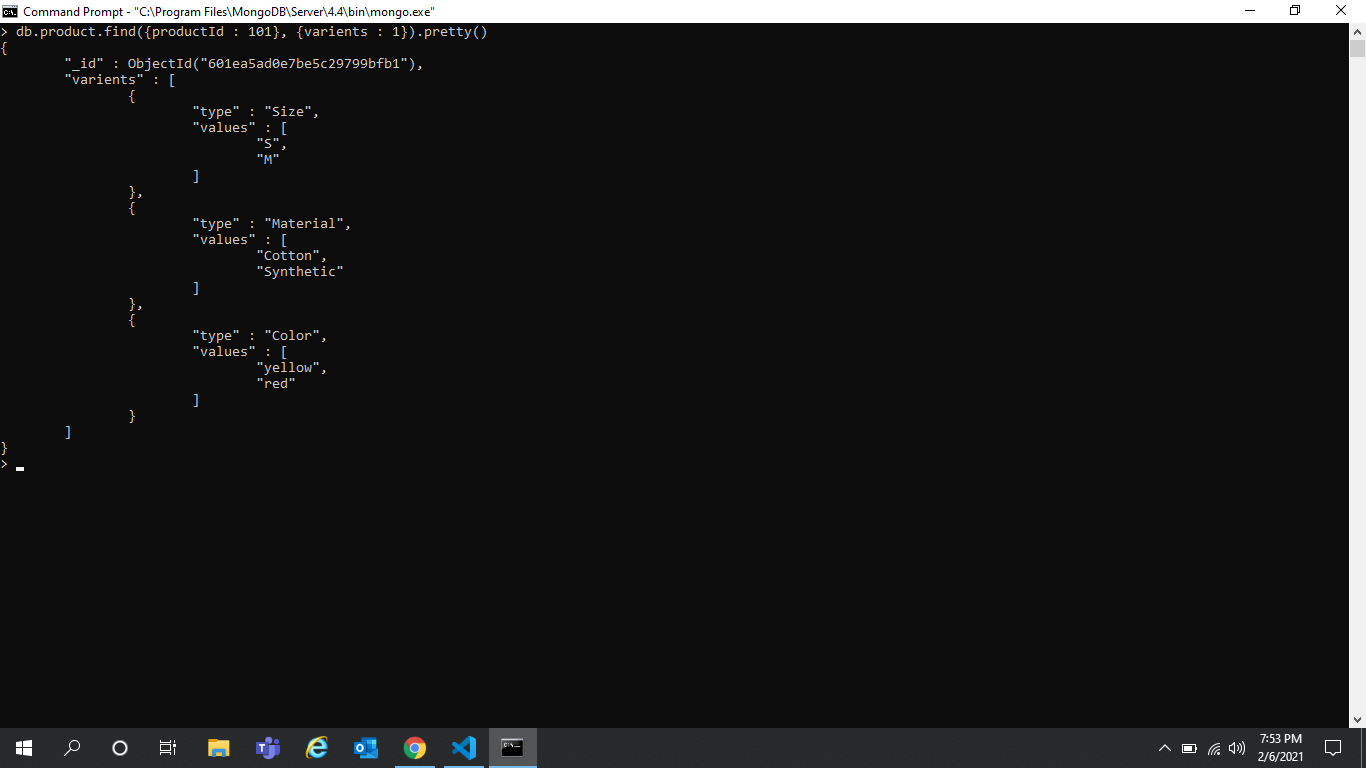 Command Prompt - "C:\Program Files\MongoDB\Server\4.4\bin\mongo.exe"
> db.product.find({productId : 101}, {varients : 1}).pretty()
{
"_id" : ObjectId("601ea5ad0e7be5c29799bfb1"),
"varients" : [
{
"type" : "Size",
"values" : [
"S",
"M"
]
},
{
"type" : "Material",
"values" : [
"Cotton",
"Synthetic"
]
},
{
"type" : "Color",
"values" : [
"yellow",
"red"
]
}
]
}
>
7:53 PM
2/6/2021